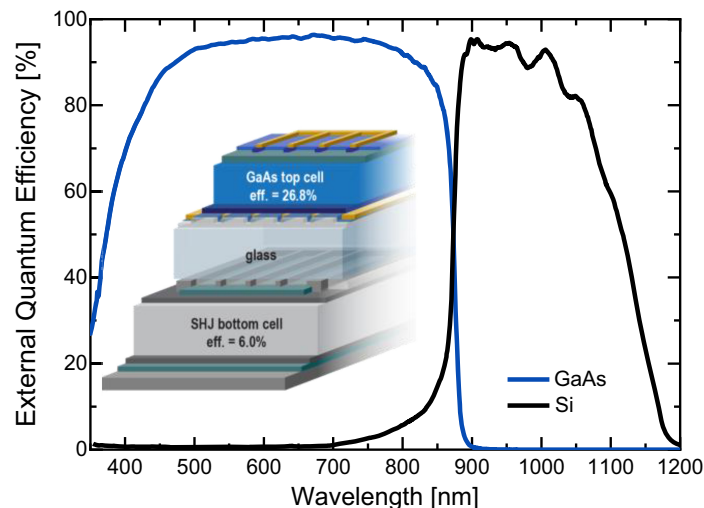 External Quantum Efficiency [%]
100
80
60
40
20
0
GaAs top cell
eff. = 26.8%
glass
SHJ bottom cell
eff. = 6.0%
GaAs
Si
400 500 600 700 800 900 1000 1100 1200
Wavelength [nm]